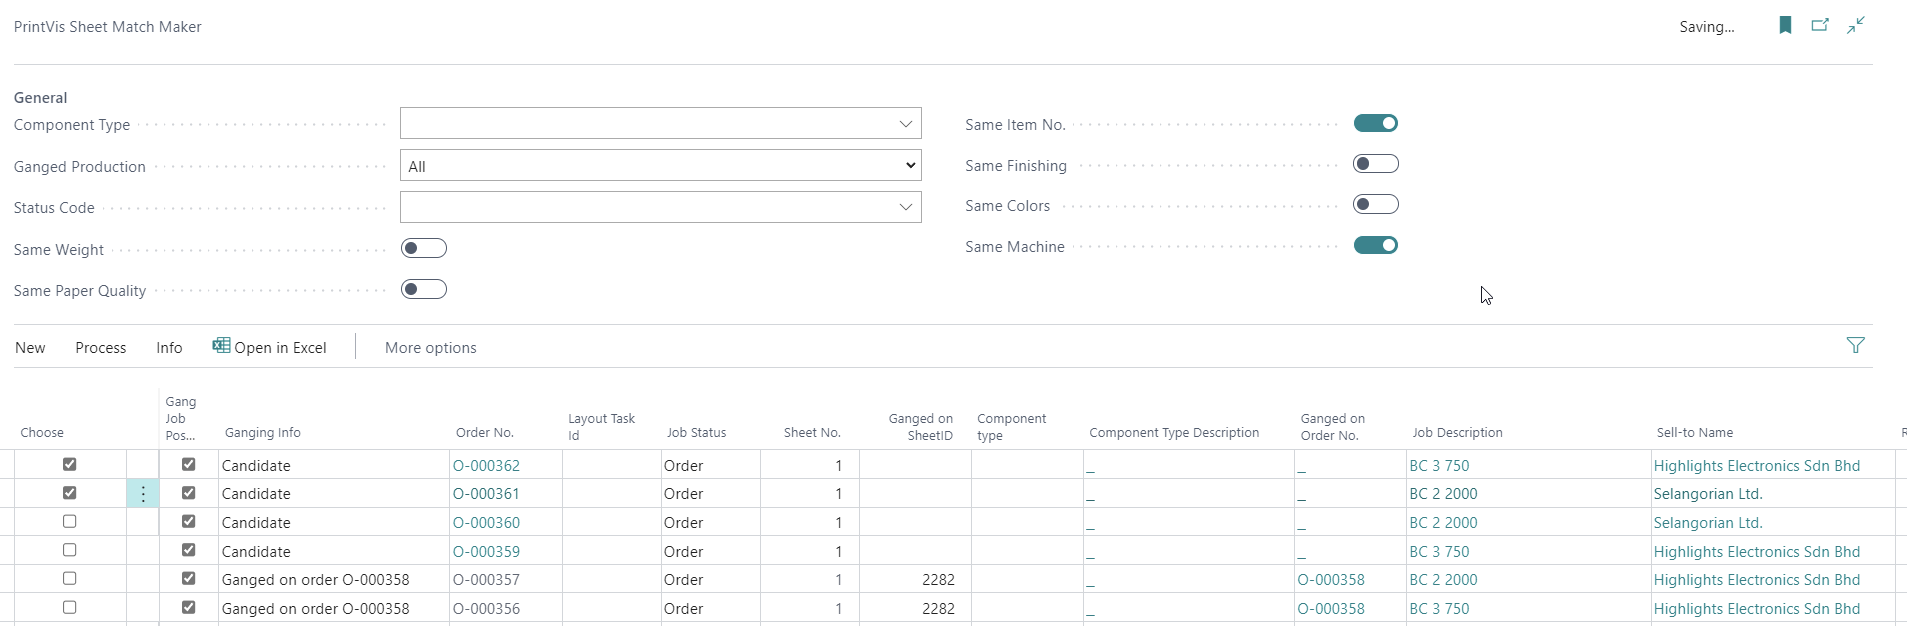 PrintVis Sheet Match Maker
Saving...
General
Component Type
Ganged Production All
Status Code
Same Weight
Same Paper Quality
Same Item No.
Same Finishing
Same Colors
Same Machine
New Process Info Open in Excel More options
Choose Gang Job Pos... Ganging Info Order No. Layout Task Id Job Status Sheet No. Ganged on SheetID Component type Component Type Description Ganged on Order No. Job Description Sell-to Name R
Candidate O-000362 Order 1 _ _ BC 3 750 Highlights Electronics Sdn Bhd
Candidate O-000361 Order 1 _ _ BC 2 2000 Selangorian Ltd.
Candidate O-000360 Order 1 _ _ BC 2 2000 Selangorian Ltd.
Candidate O-000359 Order 1 _ _ BC 3 750 Highlights Electronics Sdn Bhd
Ganged on order O-000358 O-000357 Order 1 2282 _ O-000358 BC 2 2000 Highlights Electronics Sdn Bhd
Ganged on order O-000358 O-000356 Order 1 2282 _ O-000358 BC 3 750 Highlights Electronics Sdn Bhd